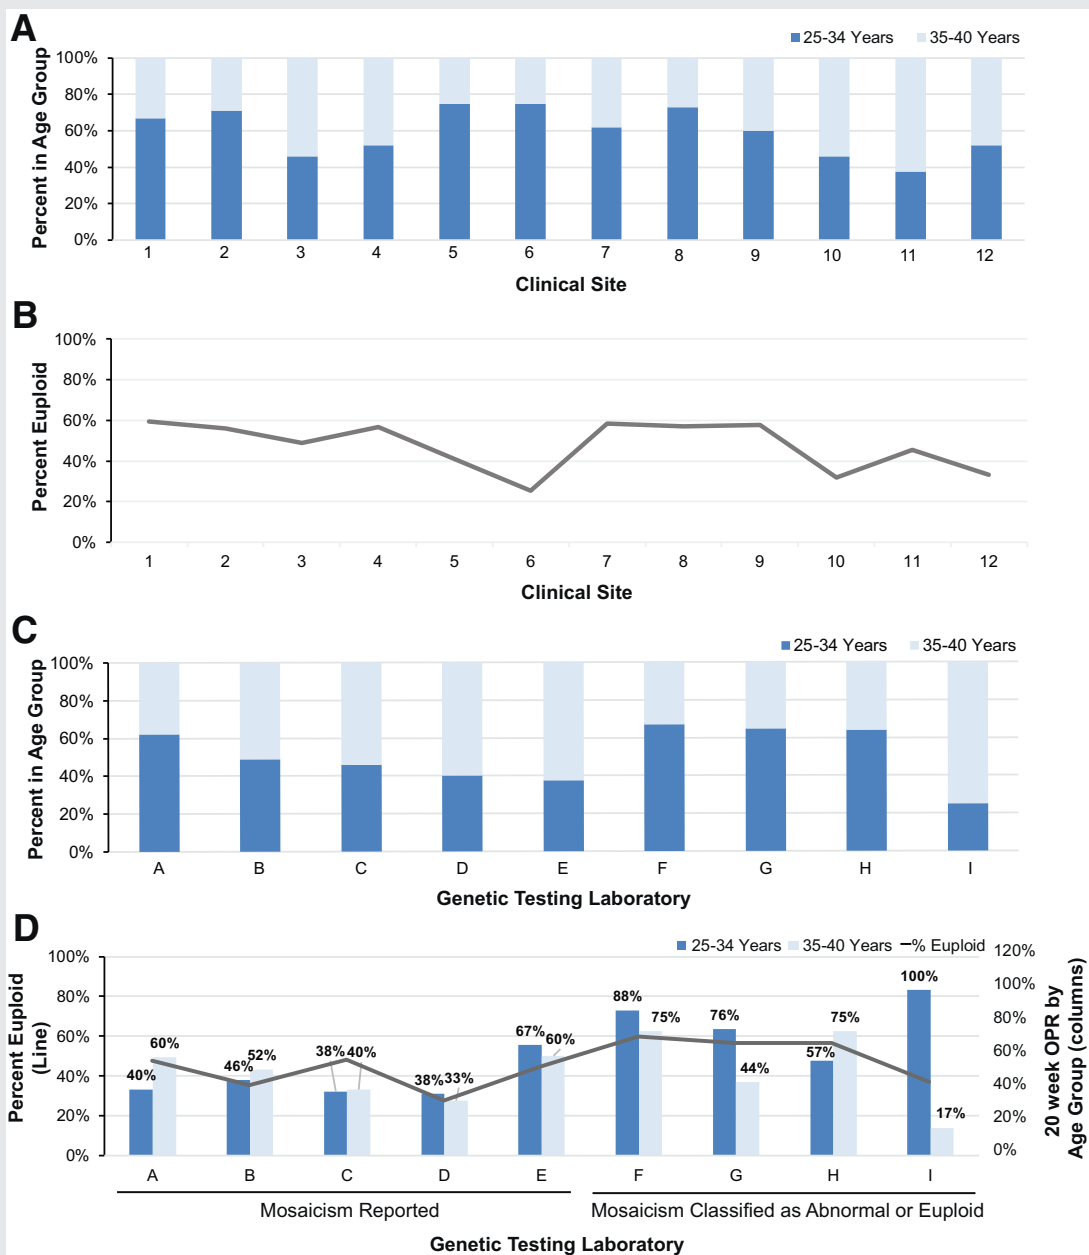 A
25-34 Years 35-40 Years
Percent in Age Group
100%
80%
60%
40%
20%
0%
1 2 3 4 5 6 7 8 9 10 11 12
Clinical Site
B
Percent Euploid
100%
80%
60%
40%
20%
0%
1 2 3 4 5 6 7 8 9 10 11 12
Clinical Site
C
25-34 Years 35-40 Years
Percent in Age Group
100%
80%
60%
40%
20%
0%
A B C D E F G H I
Genetic Testing Laboratory
D
25-34 Years 35-40 Years % Euploid
Percent Euploid
(Line)
100%
80%
60%
40%
20%
0%
40% 60% 46% 52% 38% 40% 38% 33% 67% 60% 88% 75% 76% 44% 57% 75% 100% 17%
120%
100%
80%
60%
40%
20%
0%
20 week OPR by
Age Group (columns)
A B C D E F G H I
Mosaicism Reported Mosaicism Classified as Abnormal or Euploid
Genetic Testing Laboratory